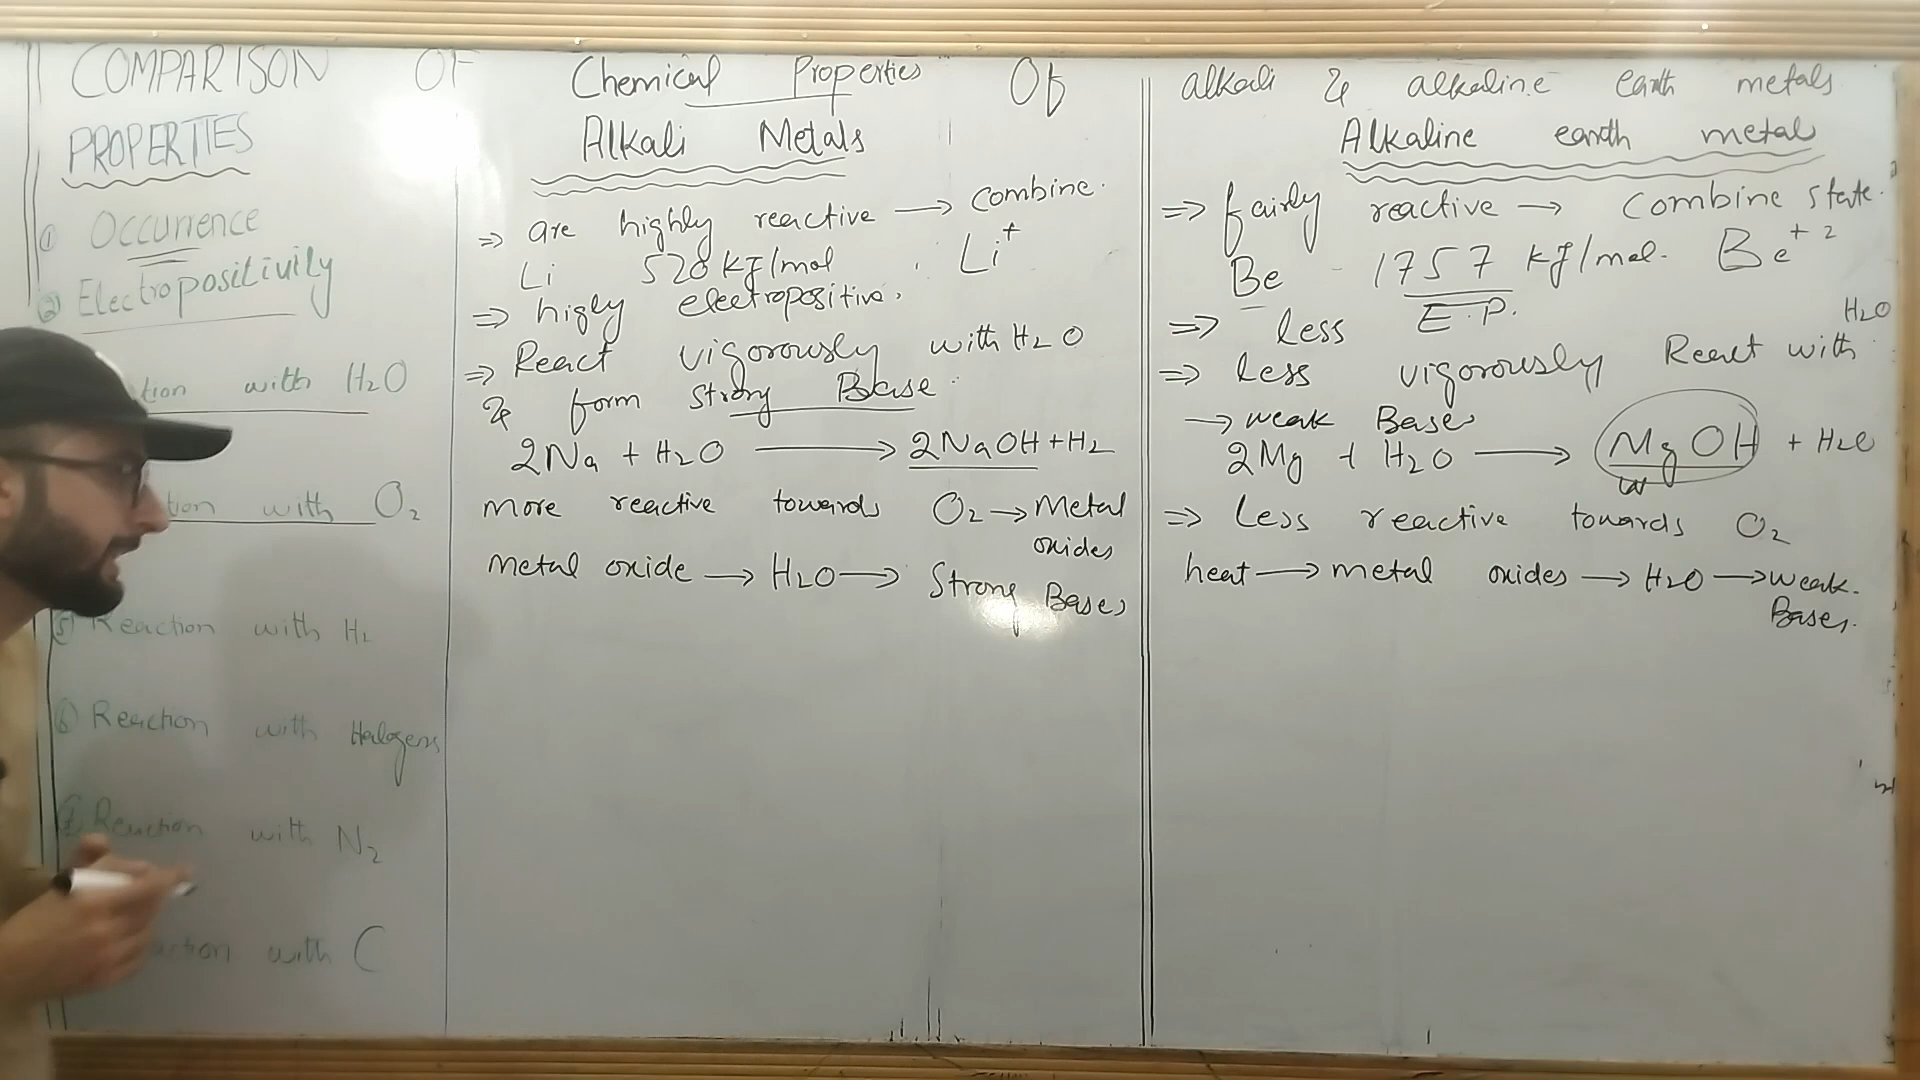 COMPARISON OF Chemical Properties Of alkali & alkaline earth metals
PROPERTIES
① Occurrence
② Electropositivity
tion with H₂O
tion with O₂
⑤ Reaction with H₂
⑥ Reaction with Halogens
⑦ Reaction with N₂
action with C
Alkali Metals
⇒ are highly reactive → combine.
Li 520 kJ/mol Li⁺
⇒ higly electropositive.
⇒ React vigorously with H₂O
& form strong Base.
2Na + H₂O → 2NaOH + H₂
more reactive towards O₂ → Metal
oxides
metal oxide → H₂O → Strong Bases
Alkaline earth metal
⇒ fairly reactive → Combine state.
Be 1757 kJ/mol. Be⁺²
⇒ less E.P.
⇒ less vigorously React with H₂O
→ weak Bases
2Mg + H₂O → MgOH + H₂O
w
⇒ Less reactive towards O₂
heat → metal oxides → H₂O → weak.
Bases.